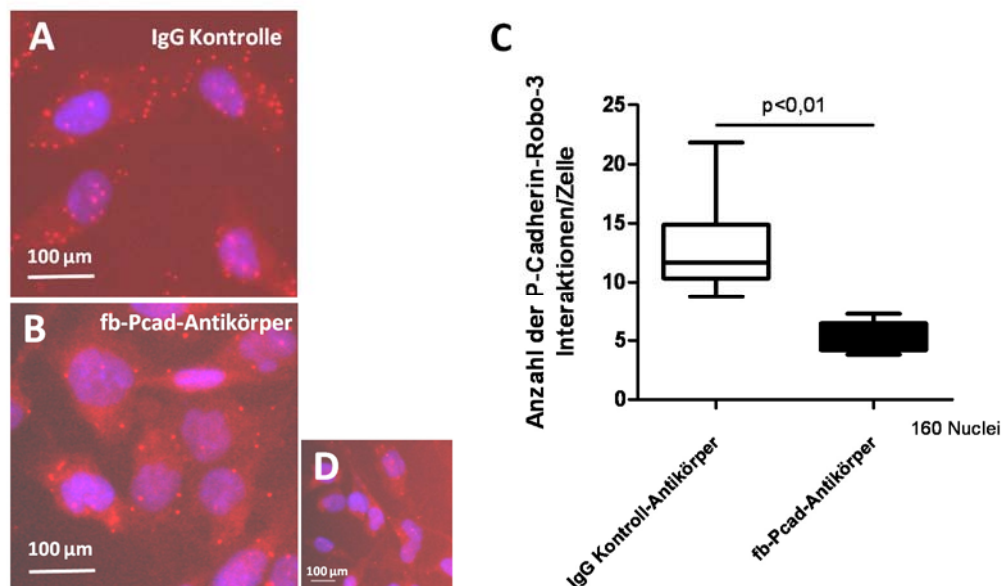 A
IgG Kontrolle
100 µm
B
fb-Pcad-Antikörper
100 µm
D
100 µm
C
Anzahl der P-Cadherin-Robo-3
Interaktionen/Zelle
p<0,01
25
20
15
10
5
0
160 Nuclei
IgG Kontroll-Antikörper
fb-Pcad-Antikörper